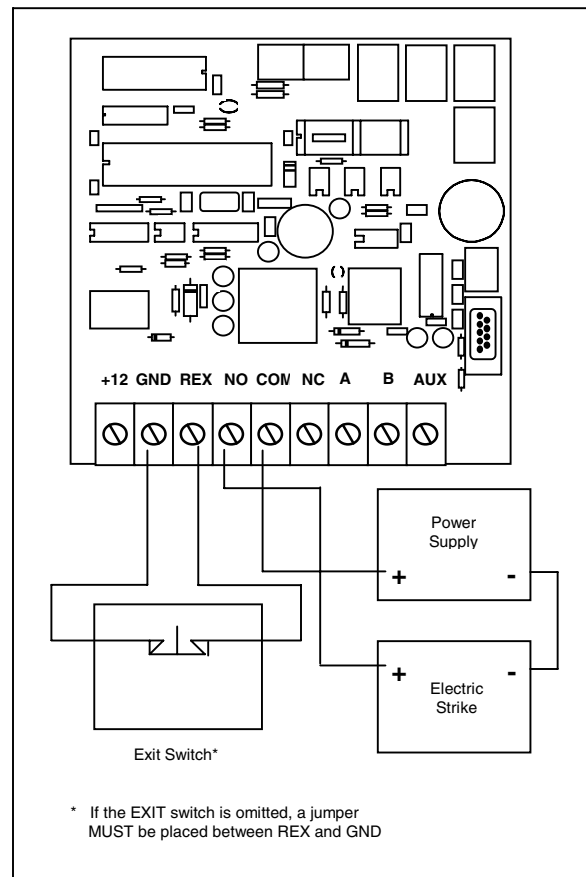 +12 GND REX NO COM NC A B AUX
Power
Supply
+ -
+ -
Electric
Strike
Exit Switch*
* If the EXIT switch is omitted, a jumper
MUST be placed between REX and GND